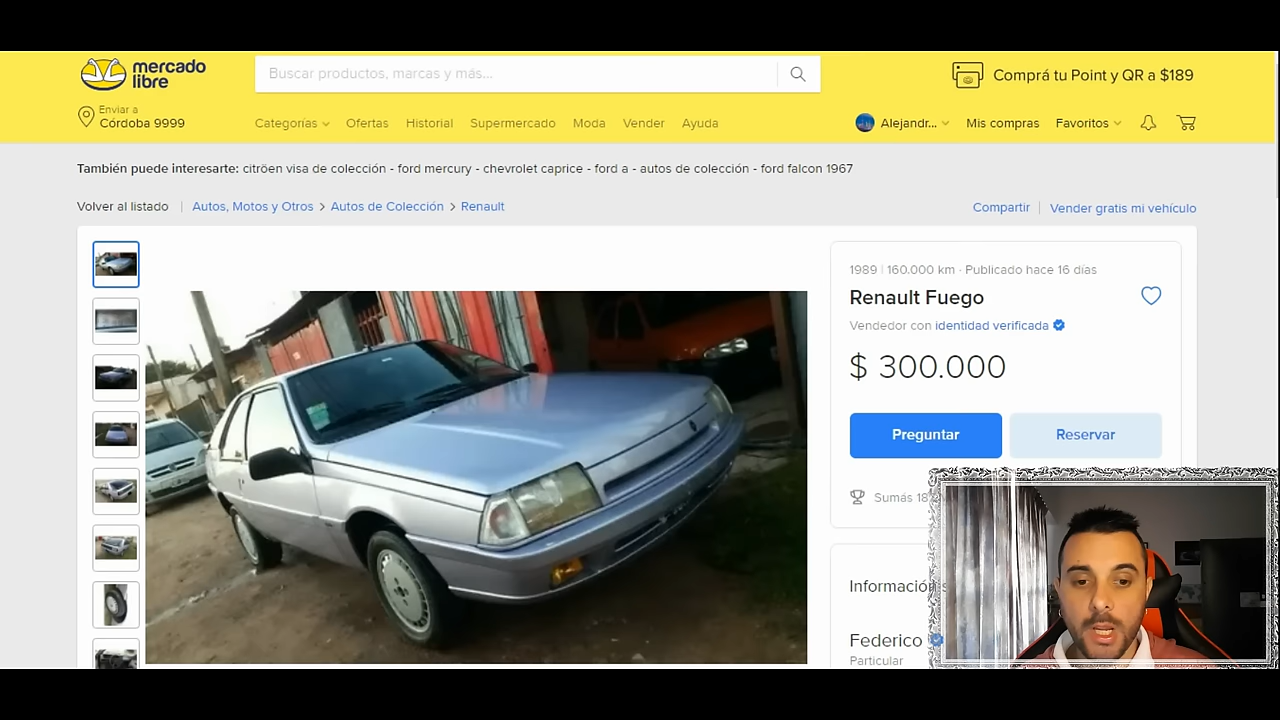 mercado
libre
Buscar productos, marcas y más...
Comprá tu Point y QR a $189
Enviar a
Córdoba 9999
Categorías
Ofertas
Historial
Supermercado
Moda
Vender
Ayuda
Alejandr...
Mis compras
Favoritos
También puede interesarte: citröen visa de colección - ford mercury - chevrolet caprice - ford a - autos de colección - ford falcon 1967
Volver al listado
Autos, Motos y Otros > Autos de Colección > Renault
Compartir
Vender gratis mi vehículo
1989 | 160.000 km · Publicado hace 16 días
Renault Fuego
Vendedor con identidad verificada
$ 300.000
Preguntar
Reservar
Sumás
Información
Federico
Particular